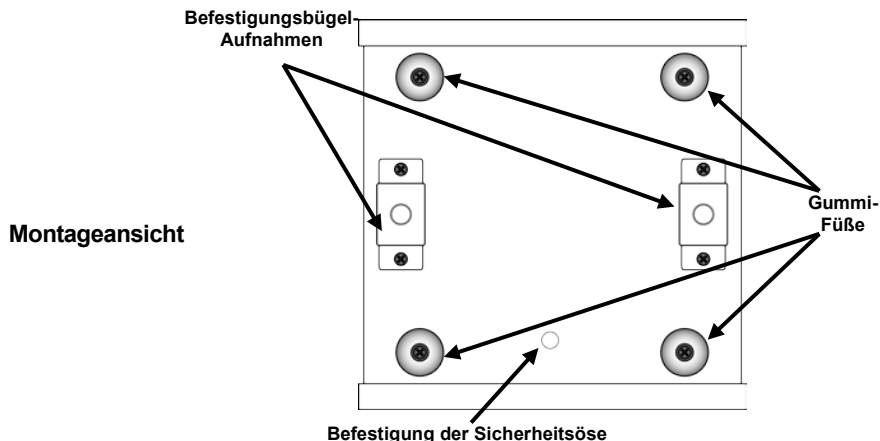 Befestigungsbügel-
Aufnahmen
Gummi-
Füße
Montageansicht
Befestigung der Sicherheitsöse